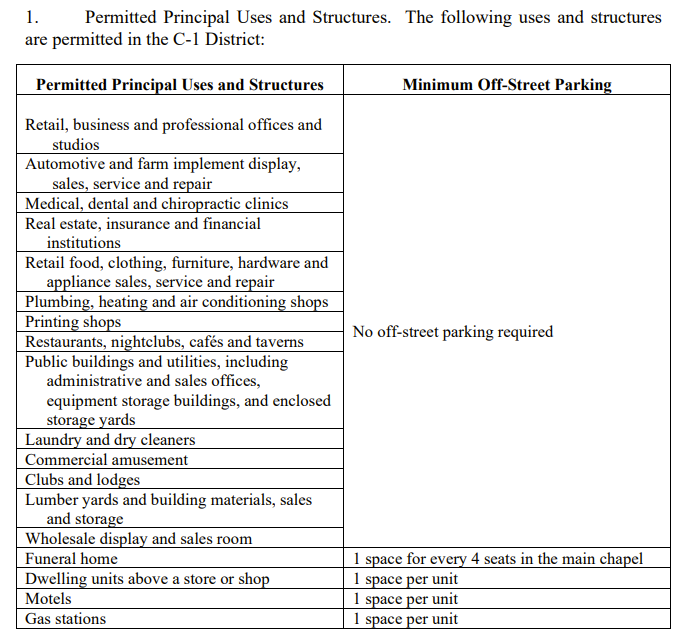 1. Permitted Principal Uses and Structures. The following uses and structures
are permitted in the C-1 District:
Permitted Principal Uses and Structures
Minimum Off-Street Parking
Retail, business and professional offices and
studios
Automotive and farm implement display,
sales, service and repair
Medical, dental and chiropractic clinics
Real estate, insurance and financial
institutions
Retail food, clothing, furniture, hardware and
appliance sales, service and repair
Plumbing, heating and air conditioning shops
Printing shops
Restaurants, nightclubs, cafés and taverns
Public buildings and utilities, including
administrative and sales offices,
equipment storage buildings, and enclosed
storage yards
Laundry and dry cleaners
Commercial amusement
Clubs and lodges
Lumber yards and building materials, sales
and storage
Wholesale display and sales room
No off-street parking required
Funeral home
1 space for every 4 seats in the main chapel
Dwelling units above a store or shop
1 space per unit
Motels
1 space per unit
Gas stations
1 space per unit